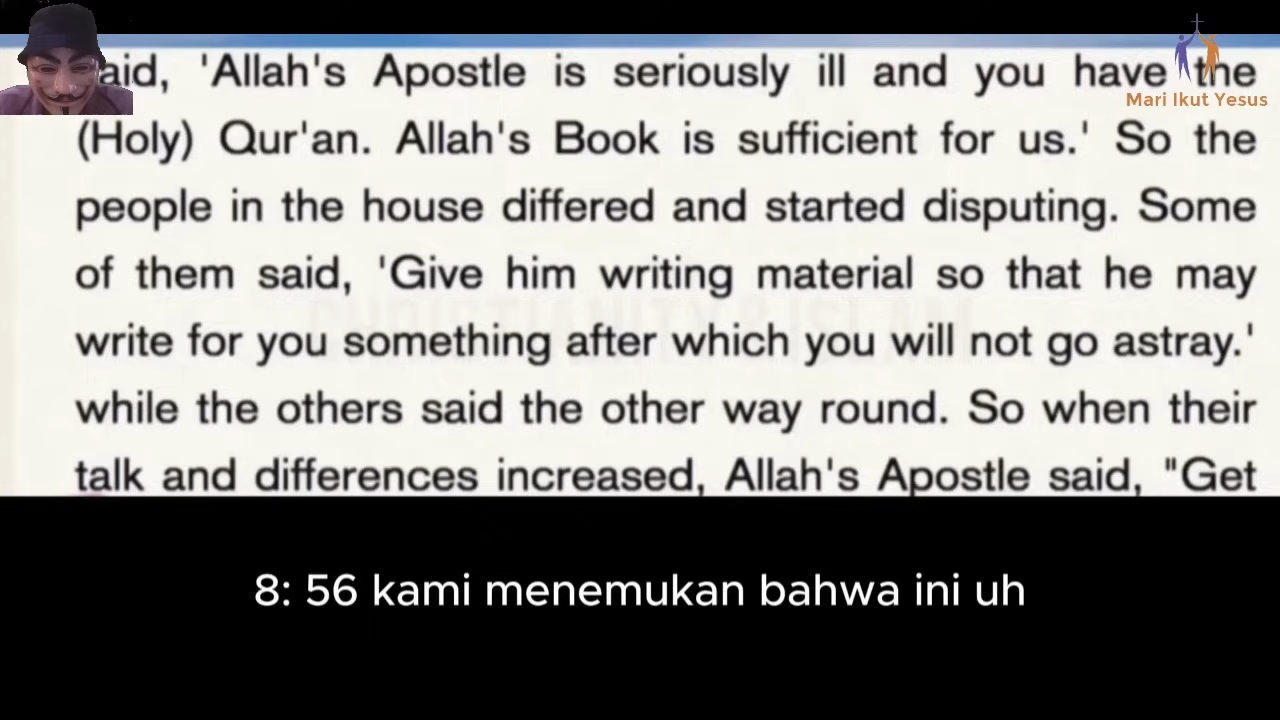 aid, 'Allah's Apostle is seriously ill and you have the
Mari Ikut Yesus
(Holy) Qur'an. Allah's Book is sufficient for us.' So the
people in the house differed and started disputing. Some
of them said, 'Give him writing material so that he may
write for you something after which you will not go astray.'
while the others said the other way round. So when their
talk and differences increased, Allah's Apostle said, "Get
CHRISTIANITY & ISLAM
8: 56 kami menemukan bahwa ini uh